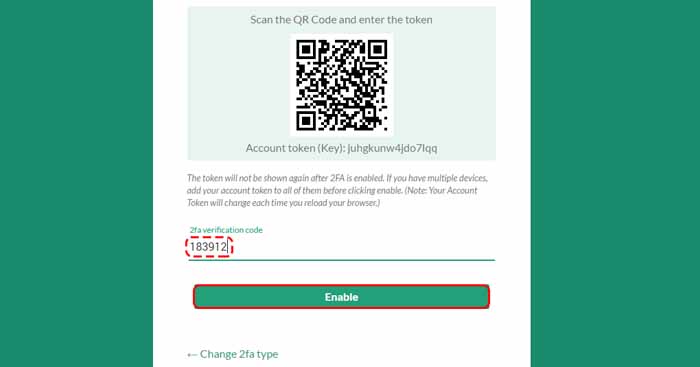 Scan the QR Code and enter the token
Account token (Key): juhgkunw4jdo7lqq
The token will not be shown again after 2FA is enabled. If you have multiple devices,
add your account token to all of them before clicking enable. (Note: Your Account
Token will change each time you reload your browser.)
2fa verification code
183912
Enable
← Change 2fa type